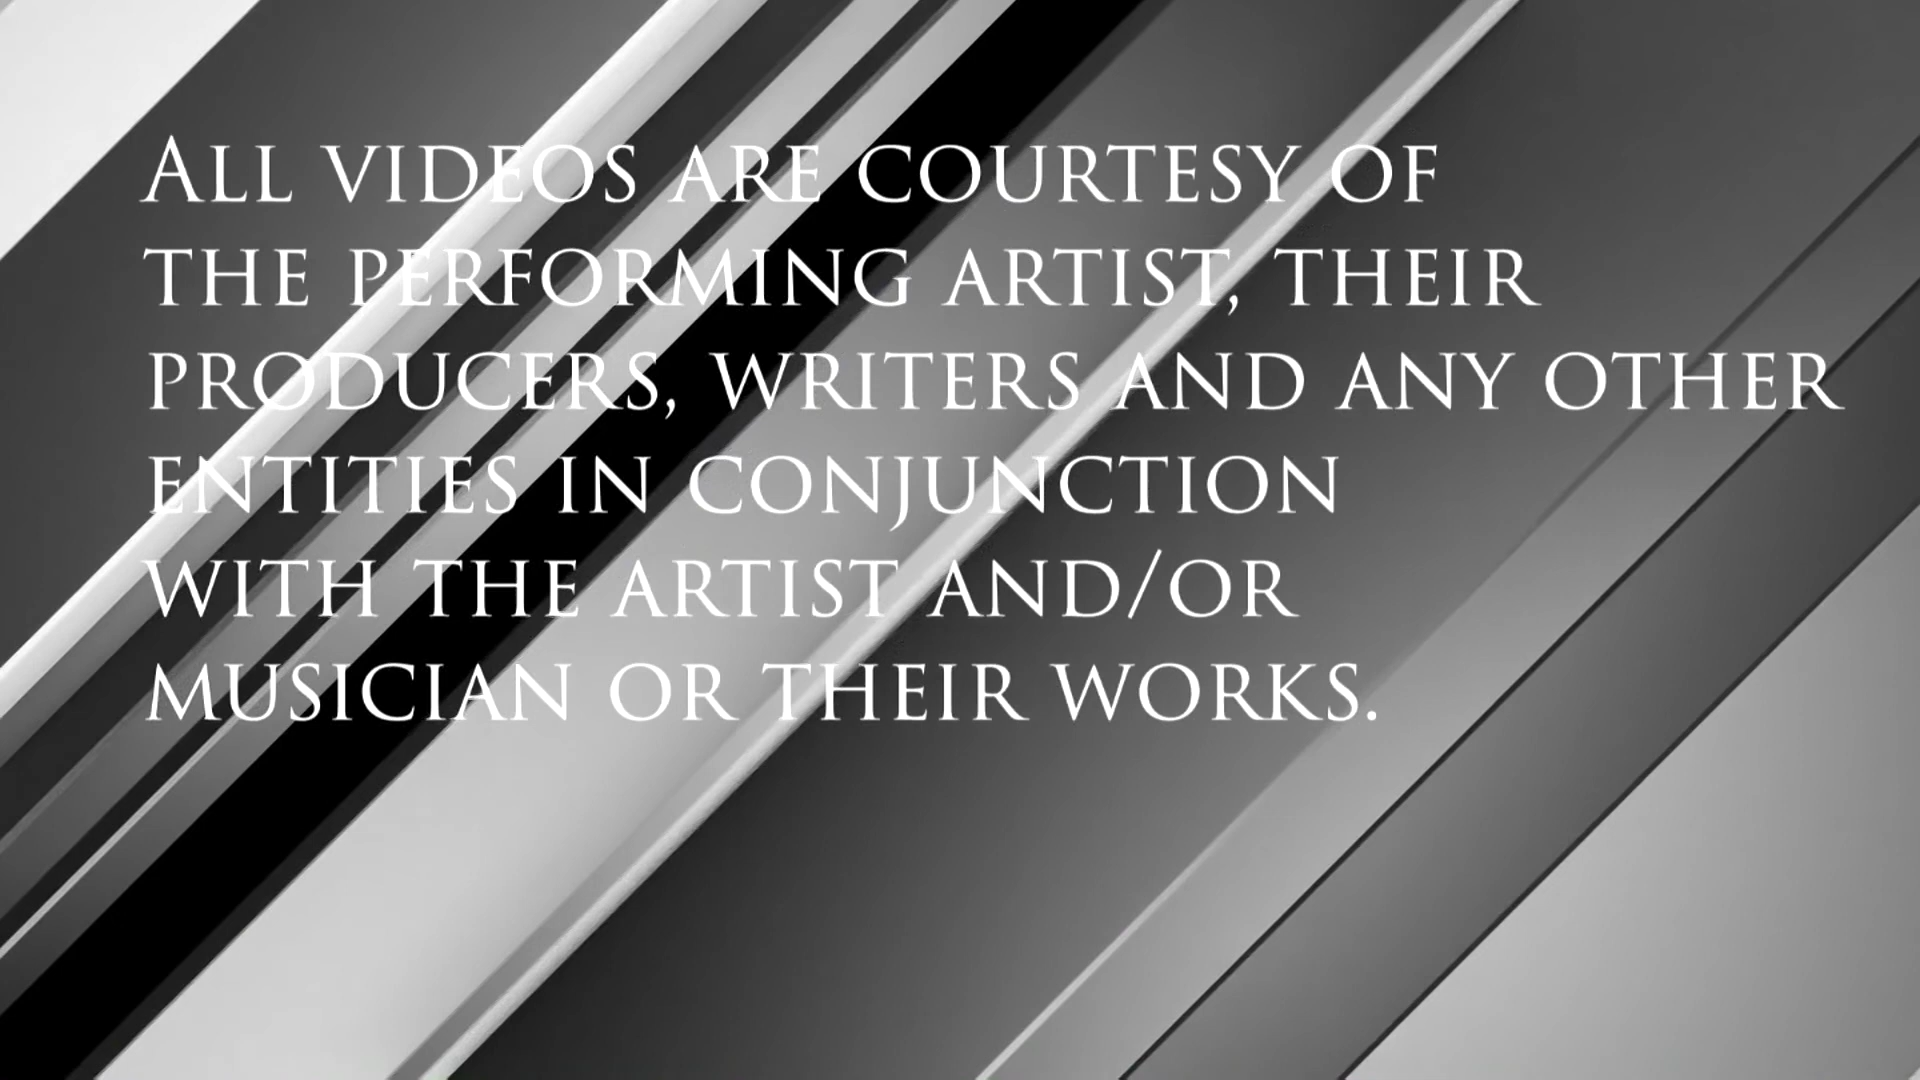 All videos are courtesy of
the performing artist, their
producers, writers and any other
entities in conjunction
with the artist and/or
musician or their works.